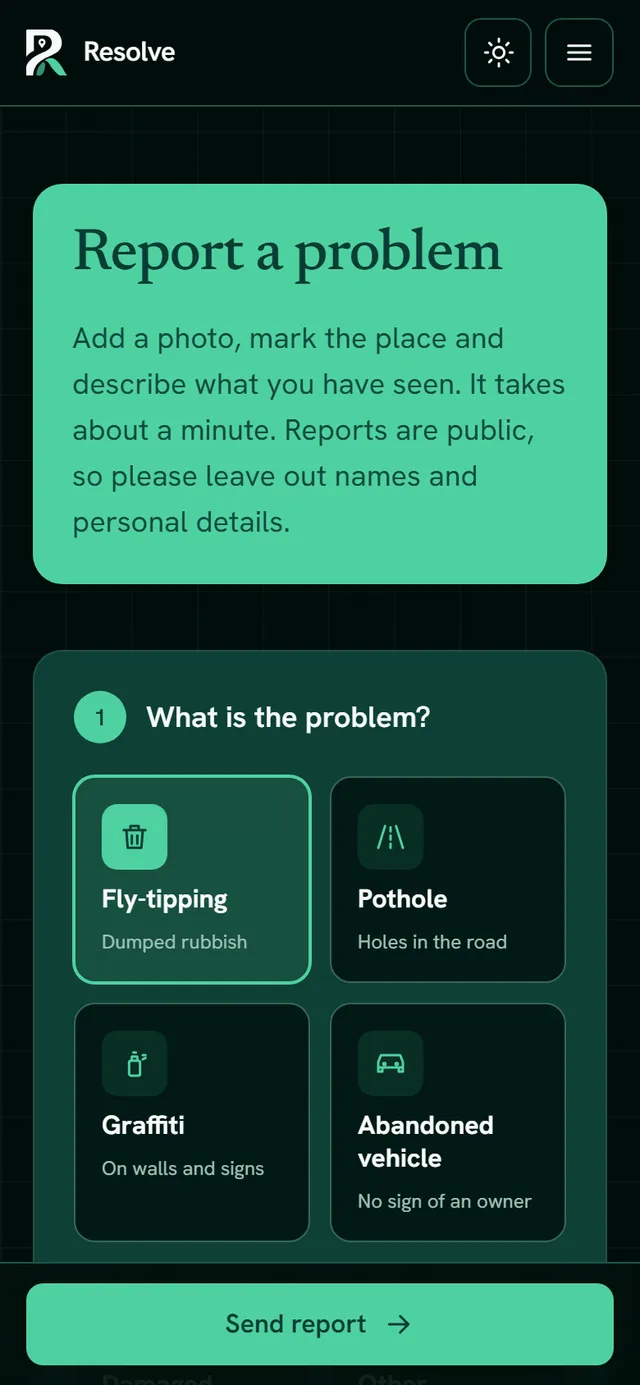 Resolve
Report a problem
Add a photo, mark the place and
describe what you have seen. It takes
about a minute. Reports are public,
so please leave out names and
personal details.
1 What is the problem?
Fly-tipping
Dumped rubbish
Pothole
Holes in the road
Graffiti
On walls and signs
Abandoned
vehicle
No sign of an owner
Send report
Damaged
Other